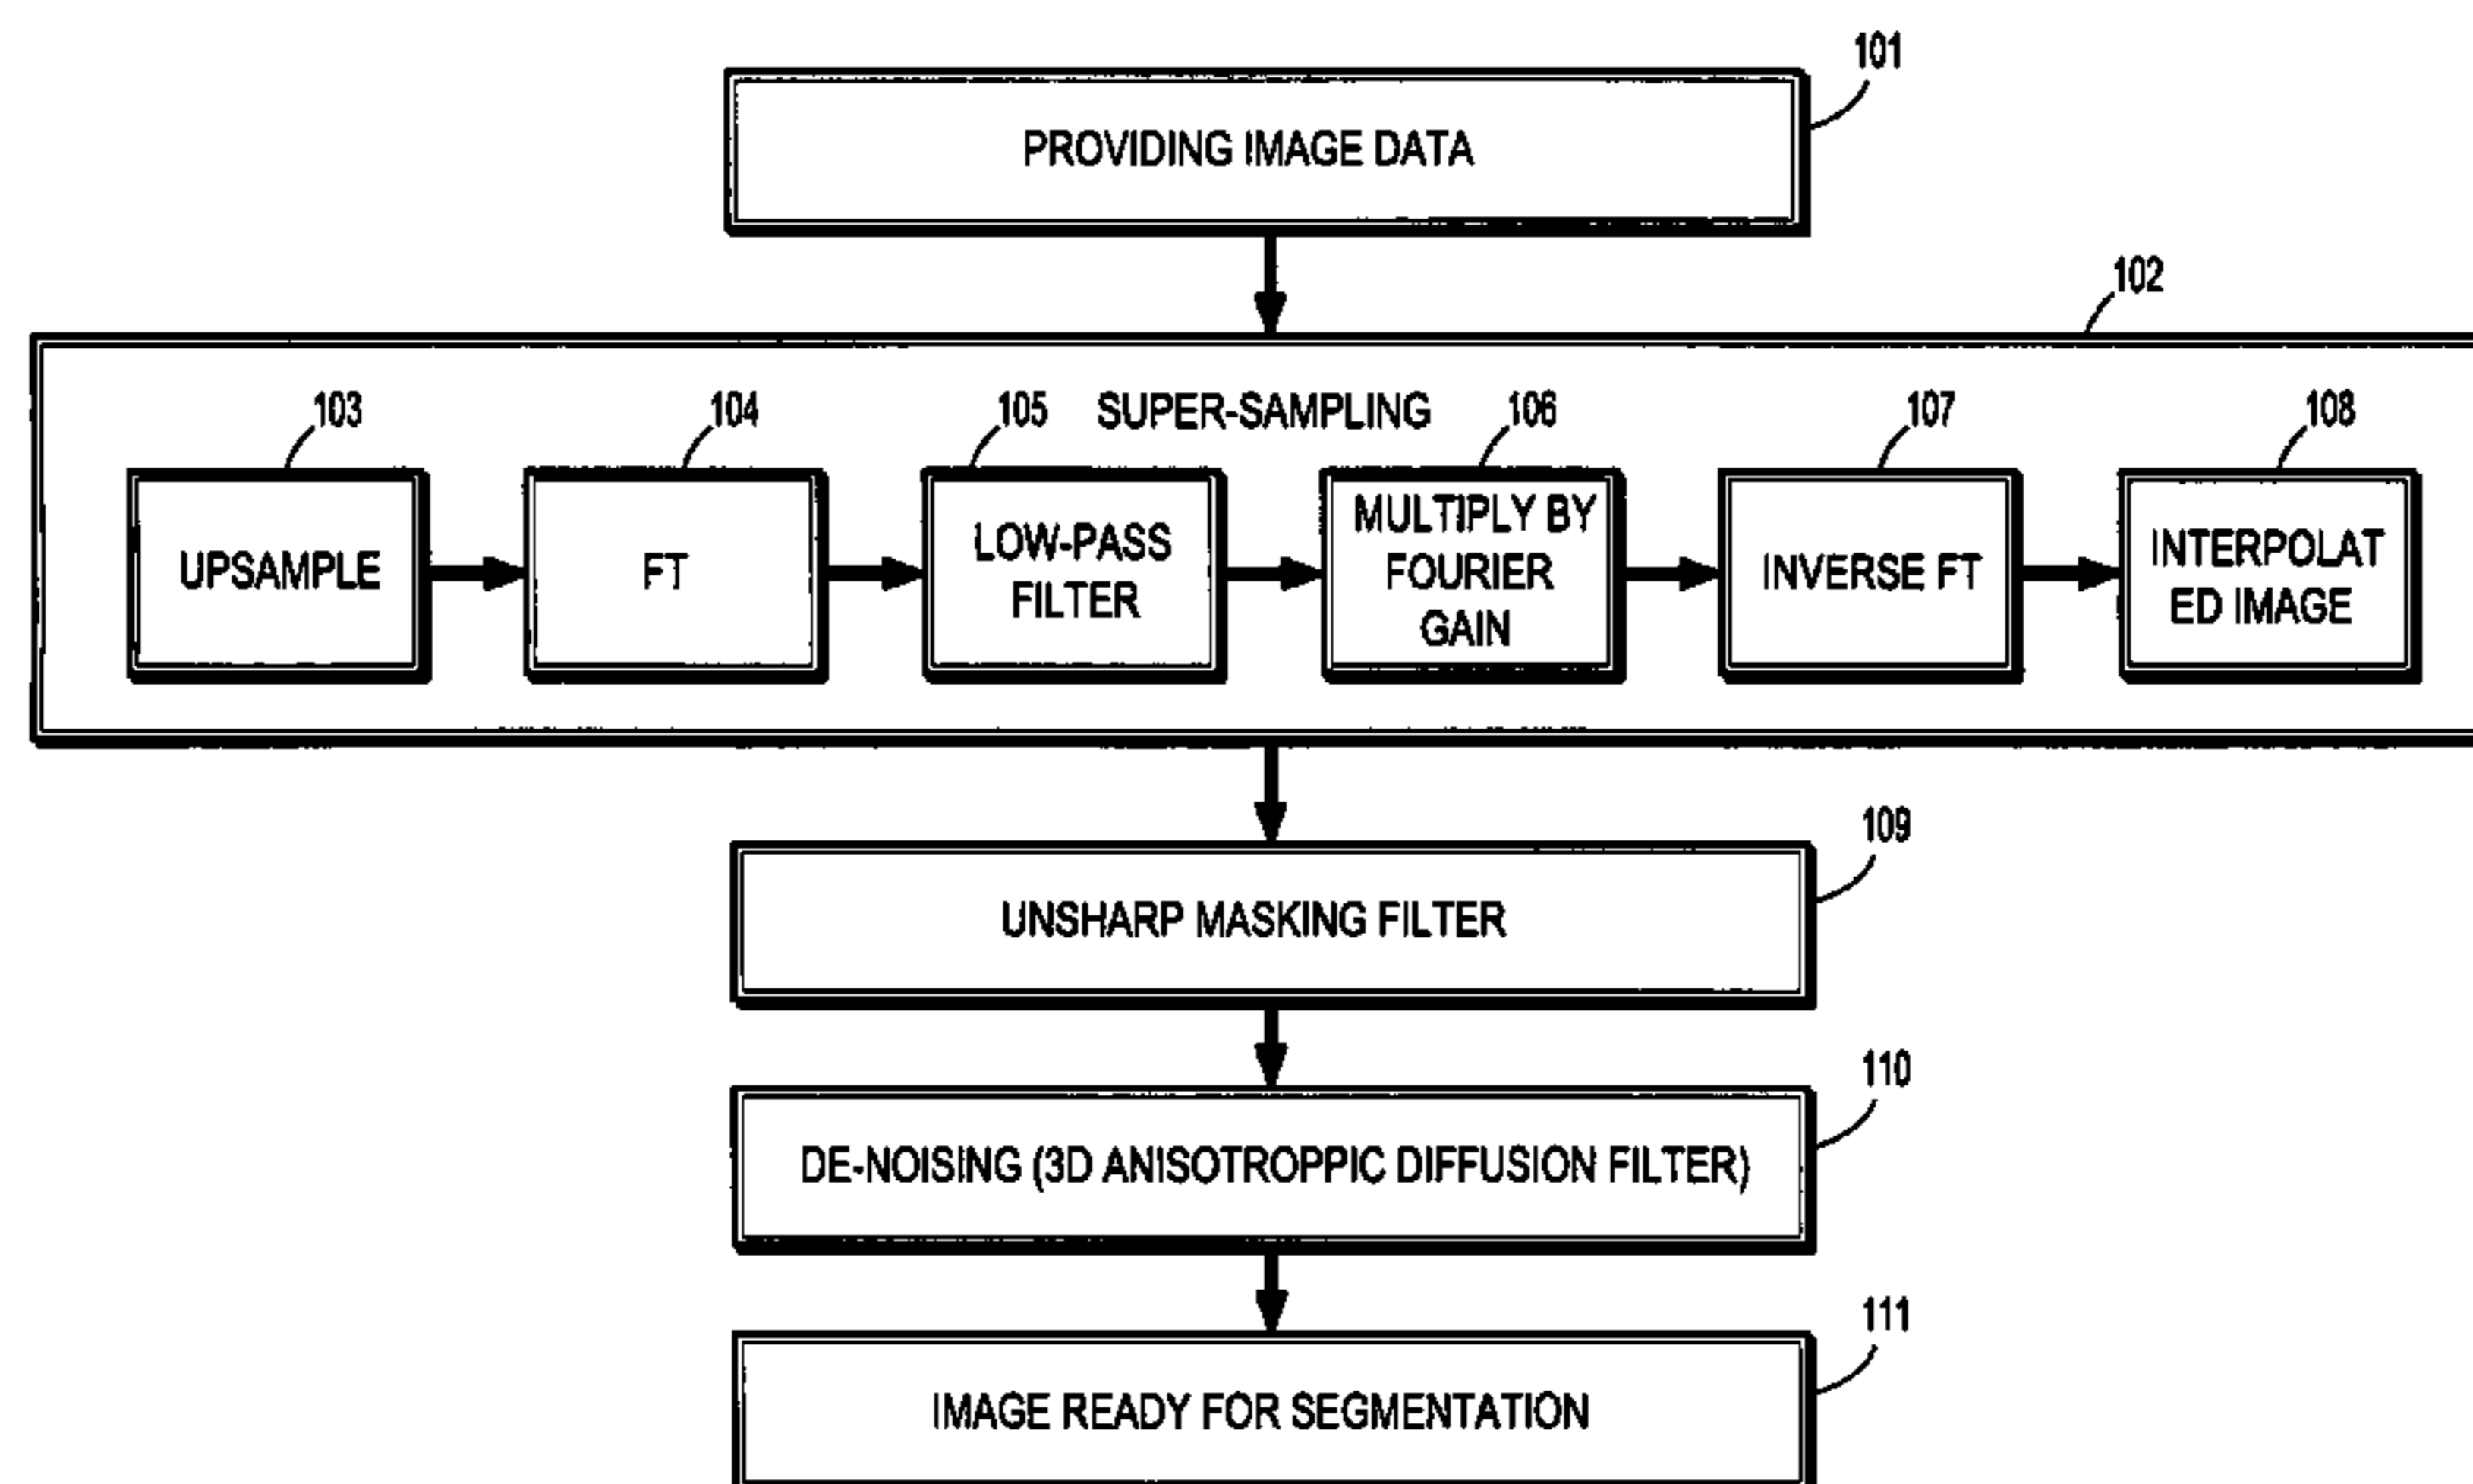 101
PROVIDING IMAGE DATA
102
SUPER-SAMPLING
103
UPSAMPLE
104
FT
105
LOW-PASS
FILTER
106
MULTIPLY BY
FOURIER
GAIN
107
INVERSE FT
108
INTERPOLAT
ED IMAGE
109
UNSHARP MASKING FILTER
110
DE-NOISING (3D ANISOTROPPIC DIFFUSION FILTER)
111
IMAGE READY FOR SEGMENTATION